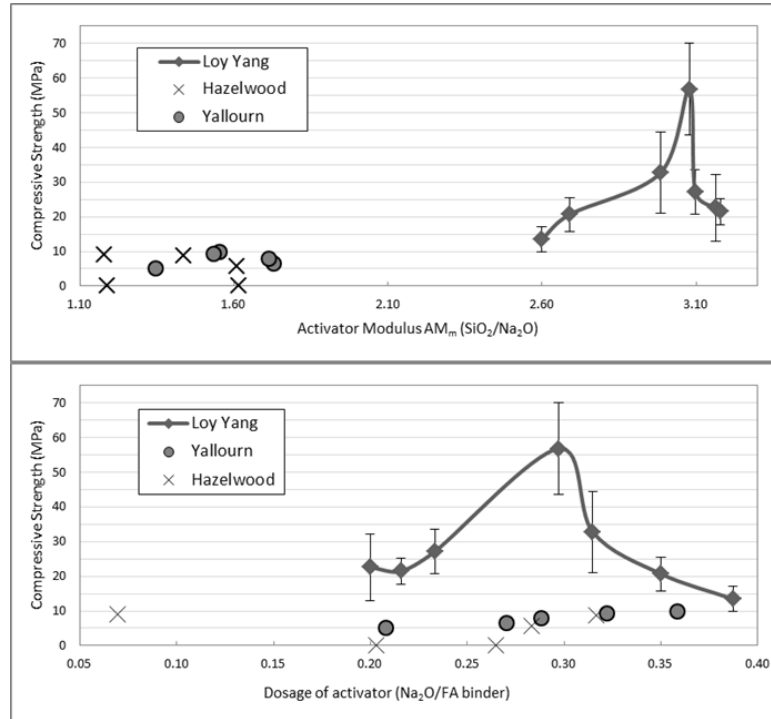 70
60
50
40
30
20
10
0
Compressive Strength (MPa)
Loy Yang
Hazelwood
Yallourn
1.10 1.60 2.10 2.60 3.10
Activator Modulus AMₘ (SiO₂/Na₂O)
70
60
50
40
30
20
10
0
Compressive Strength (MPa)
Loy Yang
Yallourn
Hazelwood
0.05 0.10 0.15 0.20 0.25 0.30 0.35 0.40
Dosage of activator (Na₂O/FA binder)